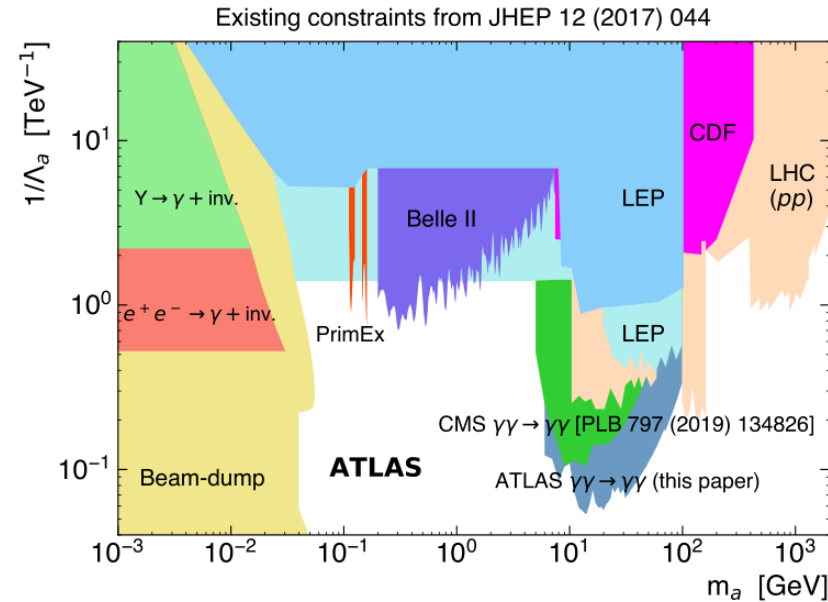 Existing constraints from JHEP 12 (2017) 044
1/Λₐ [TeV⁻¹]
10¹
10⁰
10⁻¹
CDF
LHC
(pp)
Υ → γ + inv.
Belle II
LEP
e⁺e⁻ → γ + inv.
PrimEx
LEP
CMS γγ → γγ [PLB 797 (2019) 134826]
ATLAS
Beam-dump
ATLAS γγ → γγ (this paper)
10⁻³ 10⁻² 10⁻¹ 10⁰ 10¹ 10² 10³
mₐ [GeV]